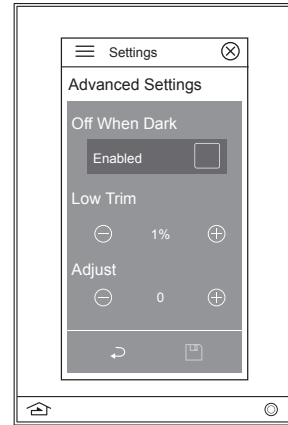 Settings
Advanced Settings
Off When Dark
Enabled
Low Trim
1%
Adjust
0